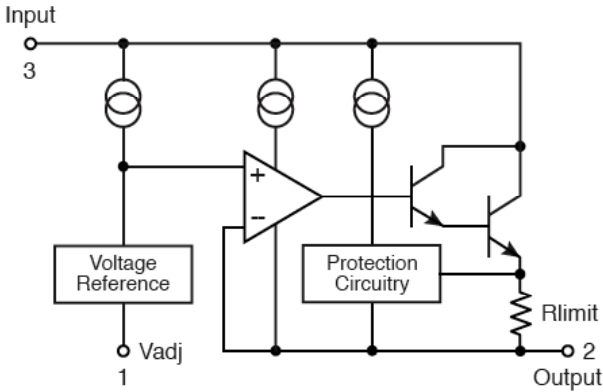 Input
3
+
--
Voltage
Reference
Protection
Circuitry
Rlimit
Vadj
1
2
Output